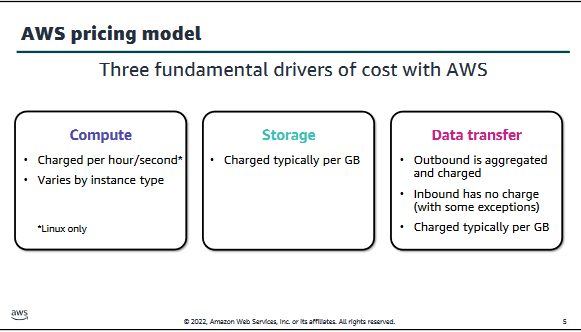 AWS pricing model
Three fundamental drivers of cost with AWS
Compute
• Charged per hour/second*
• Varies by instance type
*Linux only
Storage
• Charged typically per GB
Data transfer
• Outbound is aggregated
and charged
• Inbound has no charge
(with some exceptions)
• Charged typically per GB
aws
© 2022, Amazon Web Services, Inc. or its affiliates. All rights reserved.
5